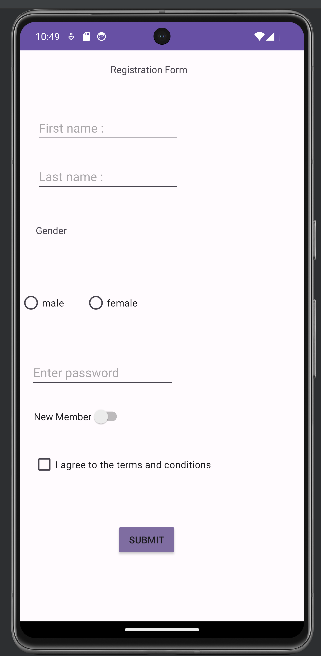 10:49
Registration Form
First name :
Last name :
Gender
male female
Enter password
New Member
I agree to the terms and conditions
SUBMIT